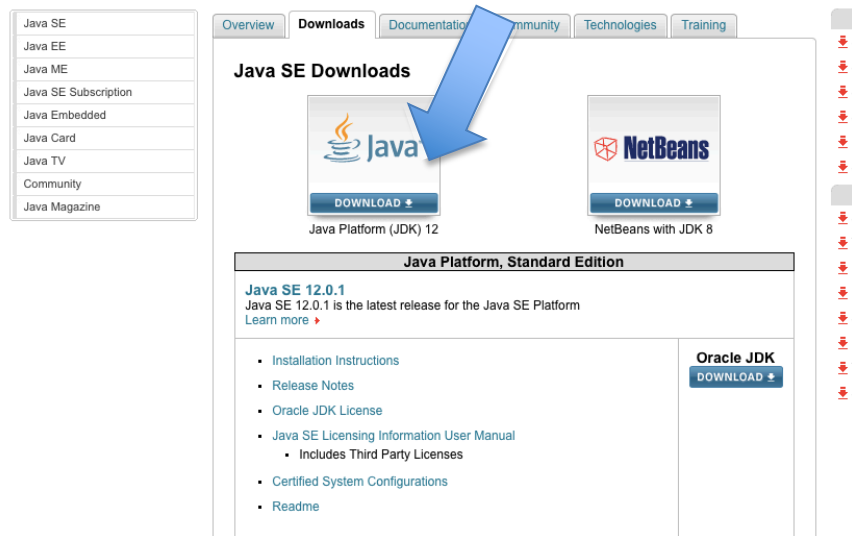 Java SE
Java EE
Java ME
Java SE Subscription
Java Embedded
Java Card
Java TV
Community
Java Magazine
Overview
Downloads
Technologies
Training
Java SE Downloads
Java
DOWNLOAD
Java Platform (JDK) 12
NetBeans
DOWNLOAD
NetBeans with JDK 8
Java Platform, Standard Edition
Java SE 12.0.1
Java SE 12.0.1 is the latest release for the Java SE Platform
Learn more
Installation Instructions
Release Notes
Oracle JDK License
Java SE Licensing Information User Manual
Includes Third Party Licenses
Certified System Configurations
Readme
Oracle JDK
DOWNLOAD